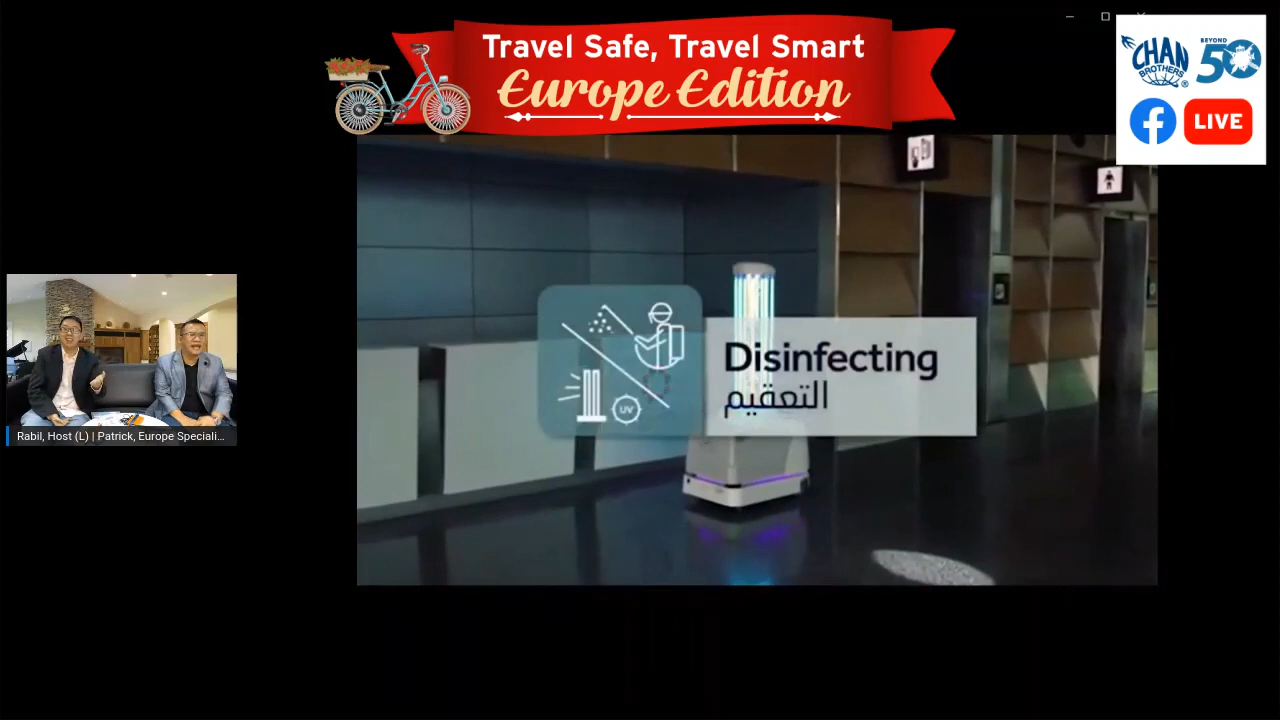 Travel Safe, Travel Smart
Europe Edition
CHAN
BROTHERS
BEYOND
50
LIVE
UV
Disinfecting
التعقيم
Rabil, Host (L) | Patrick, Europe Speciali...